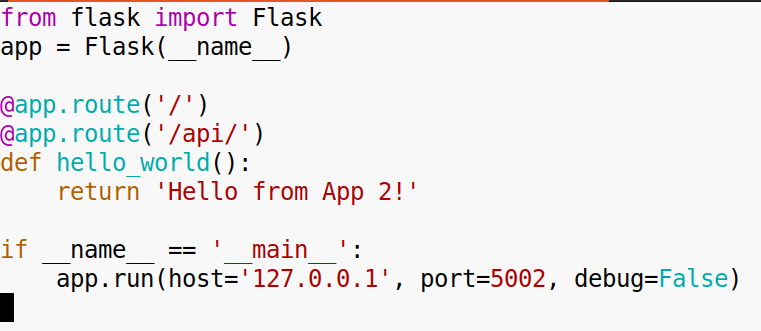 from flask import Flask
app = Flask(__name__)

@app.route('/')
@app.route('/api/')
def hello_world():
    return 'Hello from App 2!'

if __name__ == '__main__':
    app.run(host='127.0.0.1', port=5002, debug=False)